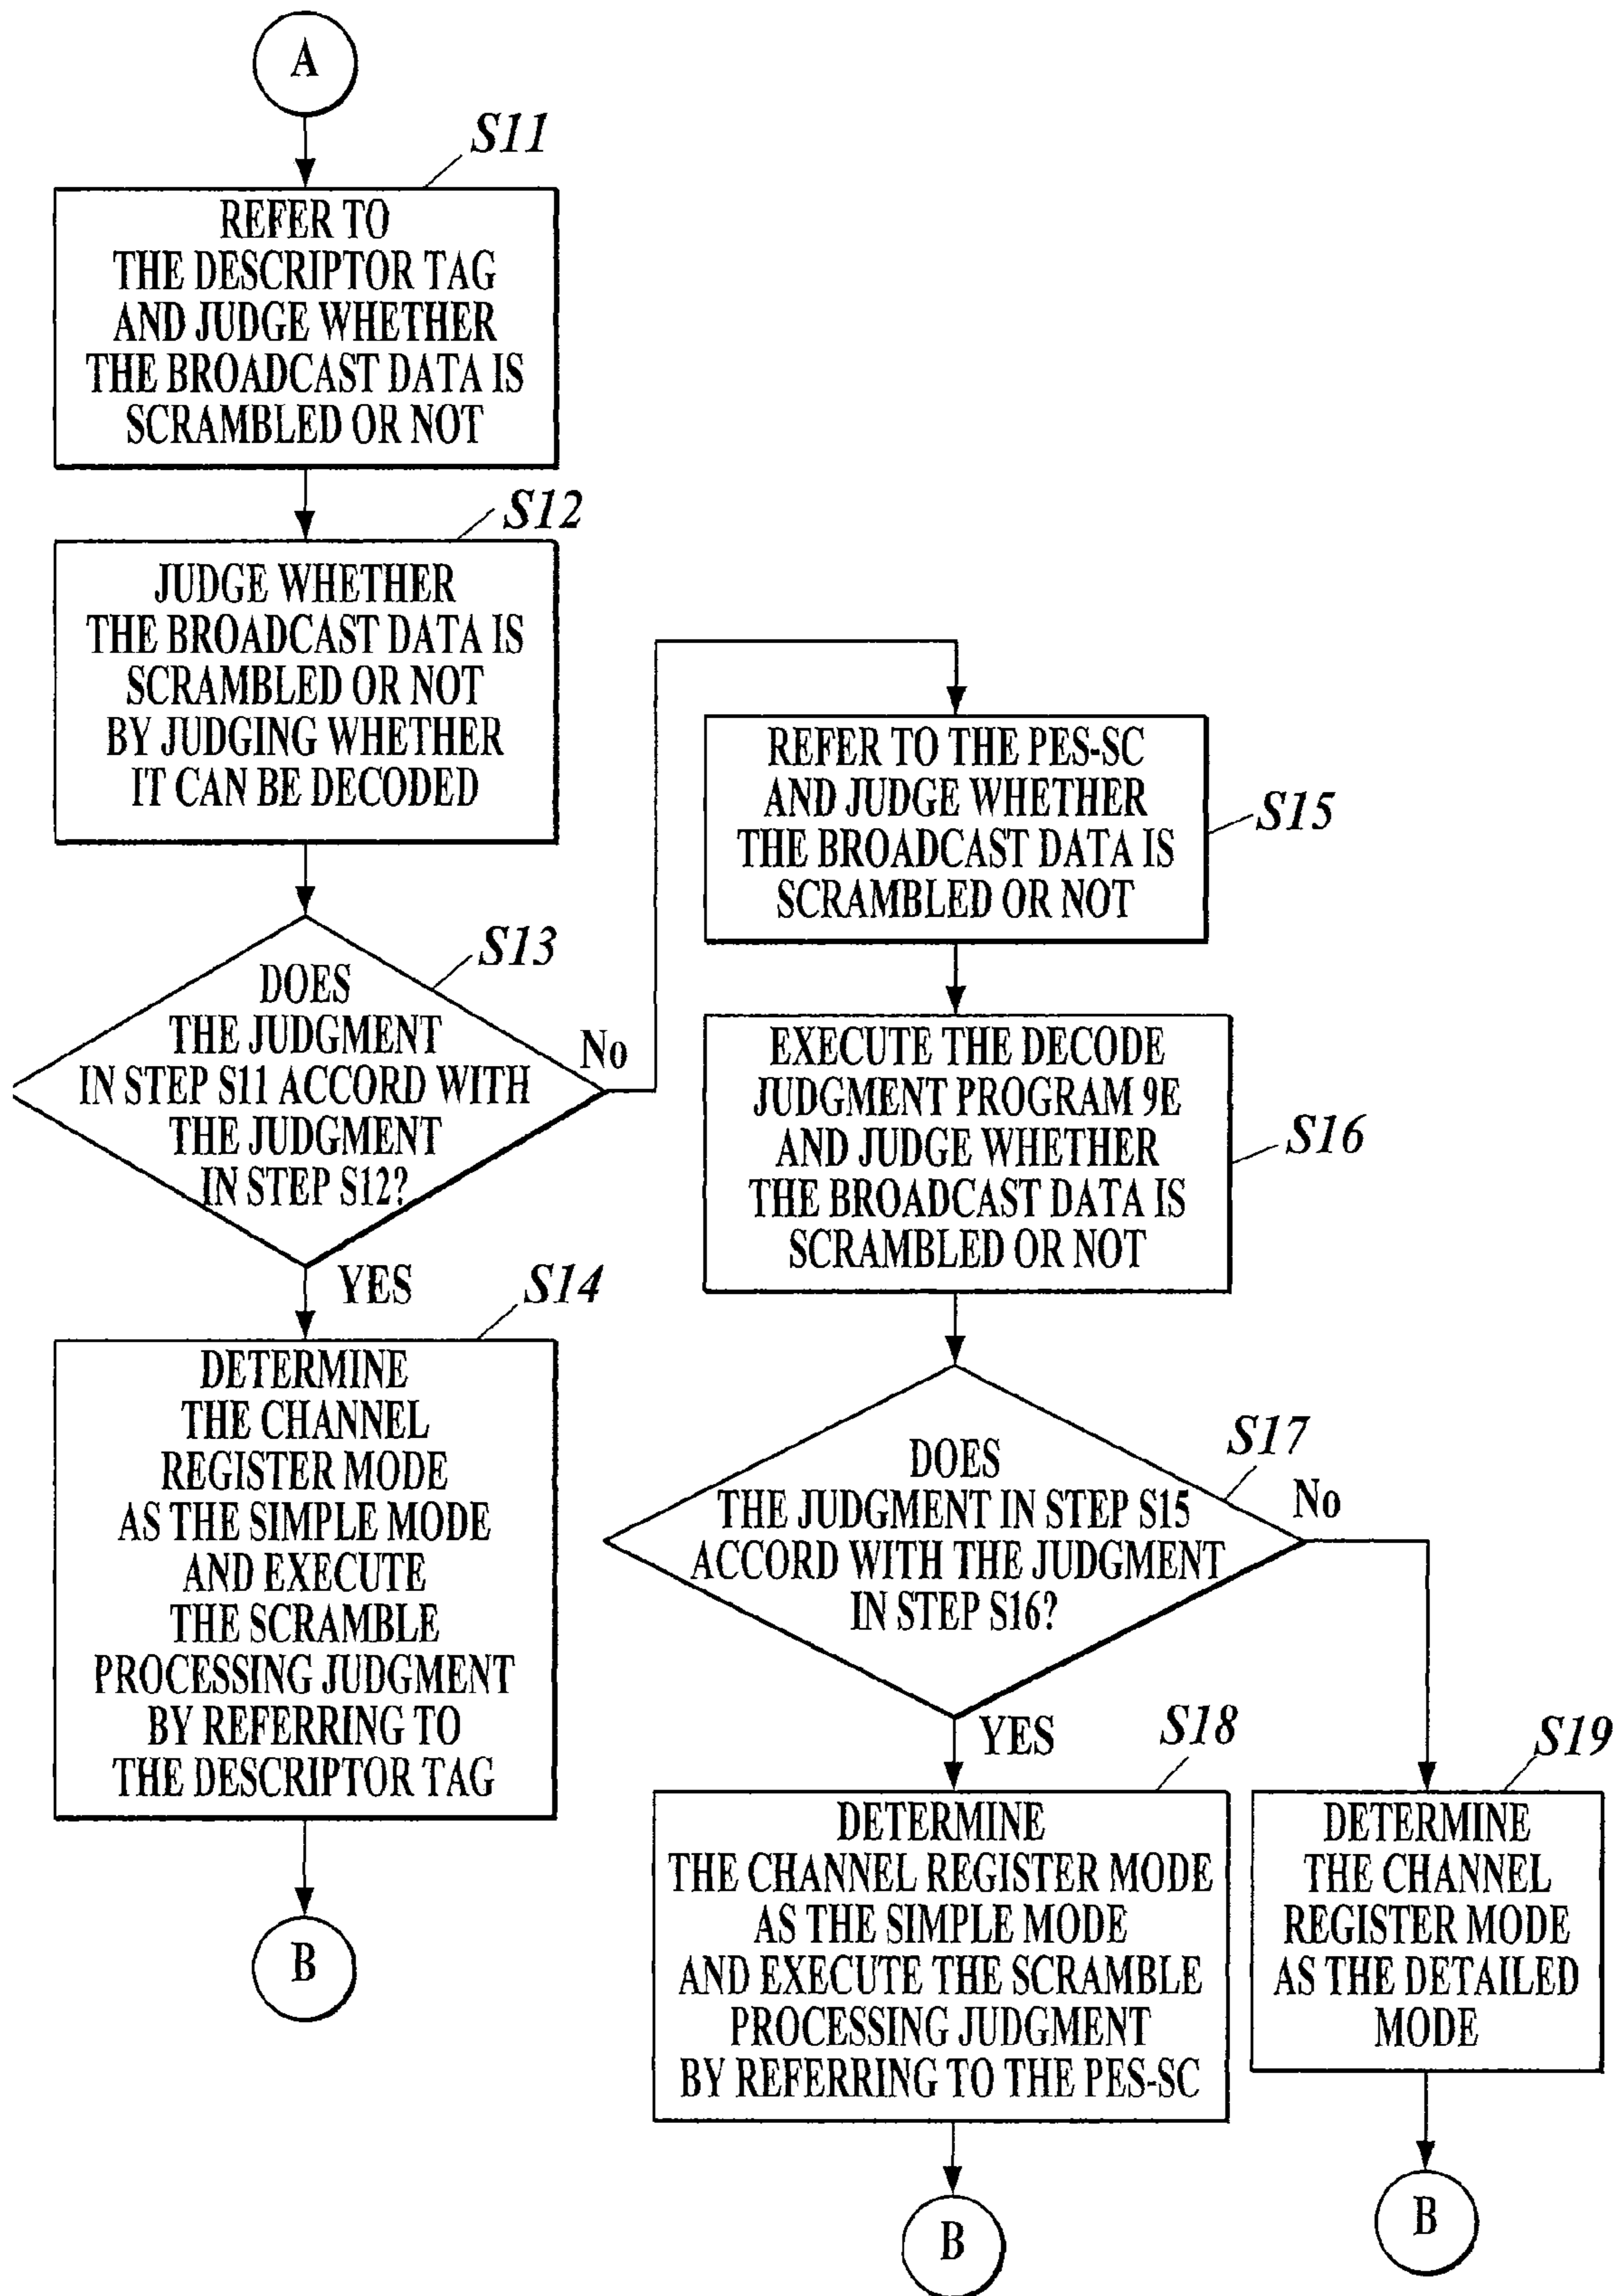 A
S11
REFER TO
THE DESCRIPTOR TAG
AND JUDGE WHETHER
THE BROADCAST DATA IS
SCRAMBLED OR NOT
S12
JUDGE WHETHER
THE BROADCAST DATA IS
SCRAMBLED OR NOT
BY JUDGING WHETHER
IT CAN BE DECODED
S13
DOES
THE JUDGMENT
IN STEP S11 ACCORD WITH
THE JUDGMENT
IN STEP S12?
No
YES
S14
DETERMINE
THE CHANNEL
REGISTER MODE
AS THE SIMPLE MODE
AND EXECUTE
THE SCRAMBLE
PROCESSING JUDGMENT
BY REFERRING TO
THE DESCRIPTOR TAG
B
REFER TO THE PES-SC
AND JUDGE WHETHER
THE BROADCAST DATA IS
SCRAMBLED OR NOT
S15
EXECUTE THE DECODE
JUDGMENT PROGRAM 9E
AND JUDGE WHETHER
THE BROADCAST DATA IS
SCRAMBLED OR NOT
S16
S17
DOES
THE JUDGMENT IN STEP S15
ACCORD WITH THE JUDGMENT
IN STEP S16?
No
YES
S18
DETERMINE
THE CHANNEL REGISTER MODE
AS THE SIMPLE MODE
AND EXECUTE THE SCRAMBLE
PROCESSING JUDGMENT
BY REFERRING TO THE PES-SC
B
S19
DETERMINE
THE CHANNEL
REGISTER MODE
AS THE DETAILED
MODE
B